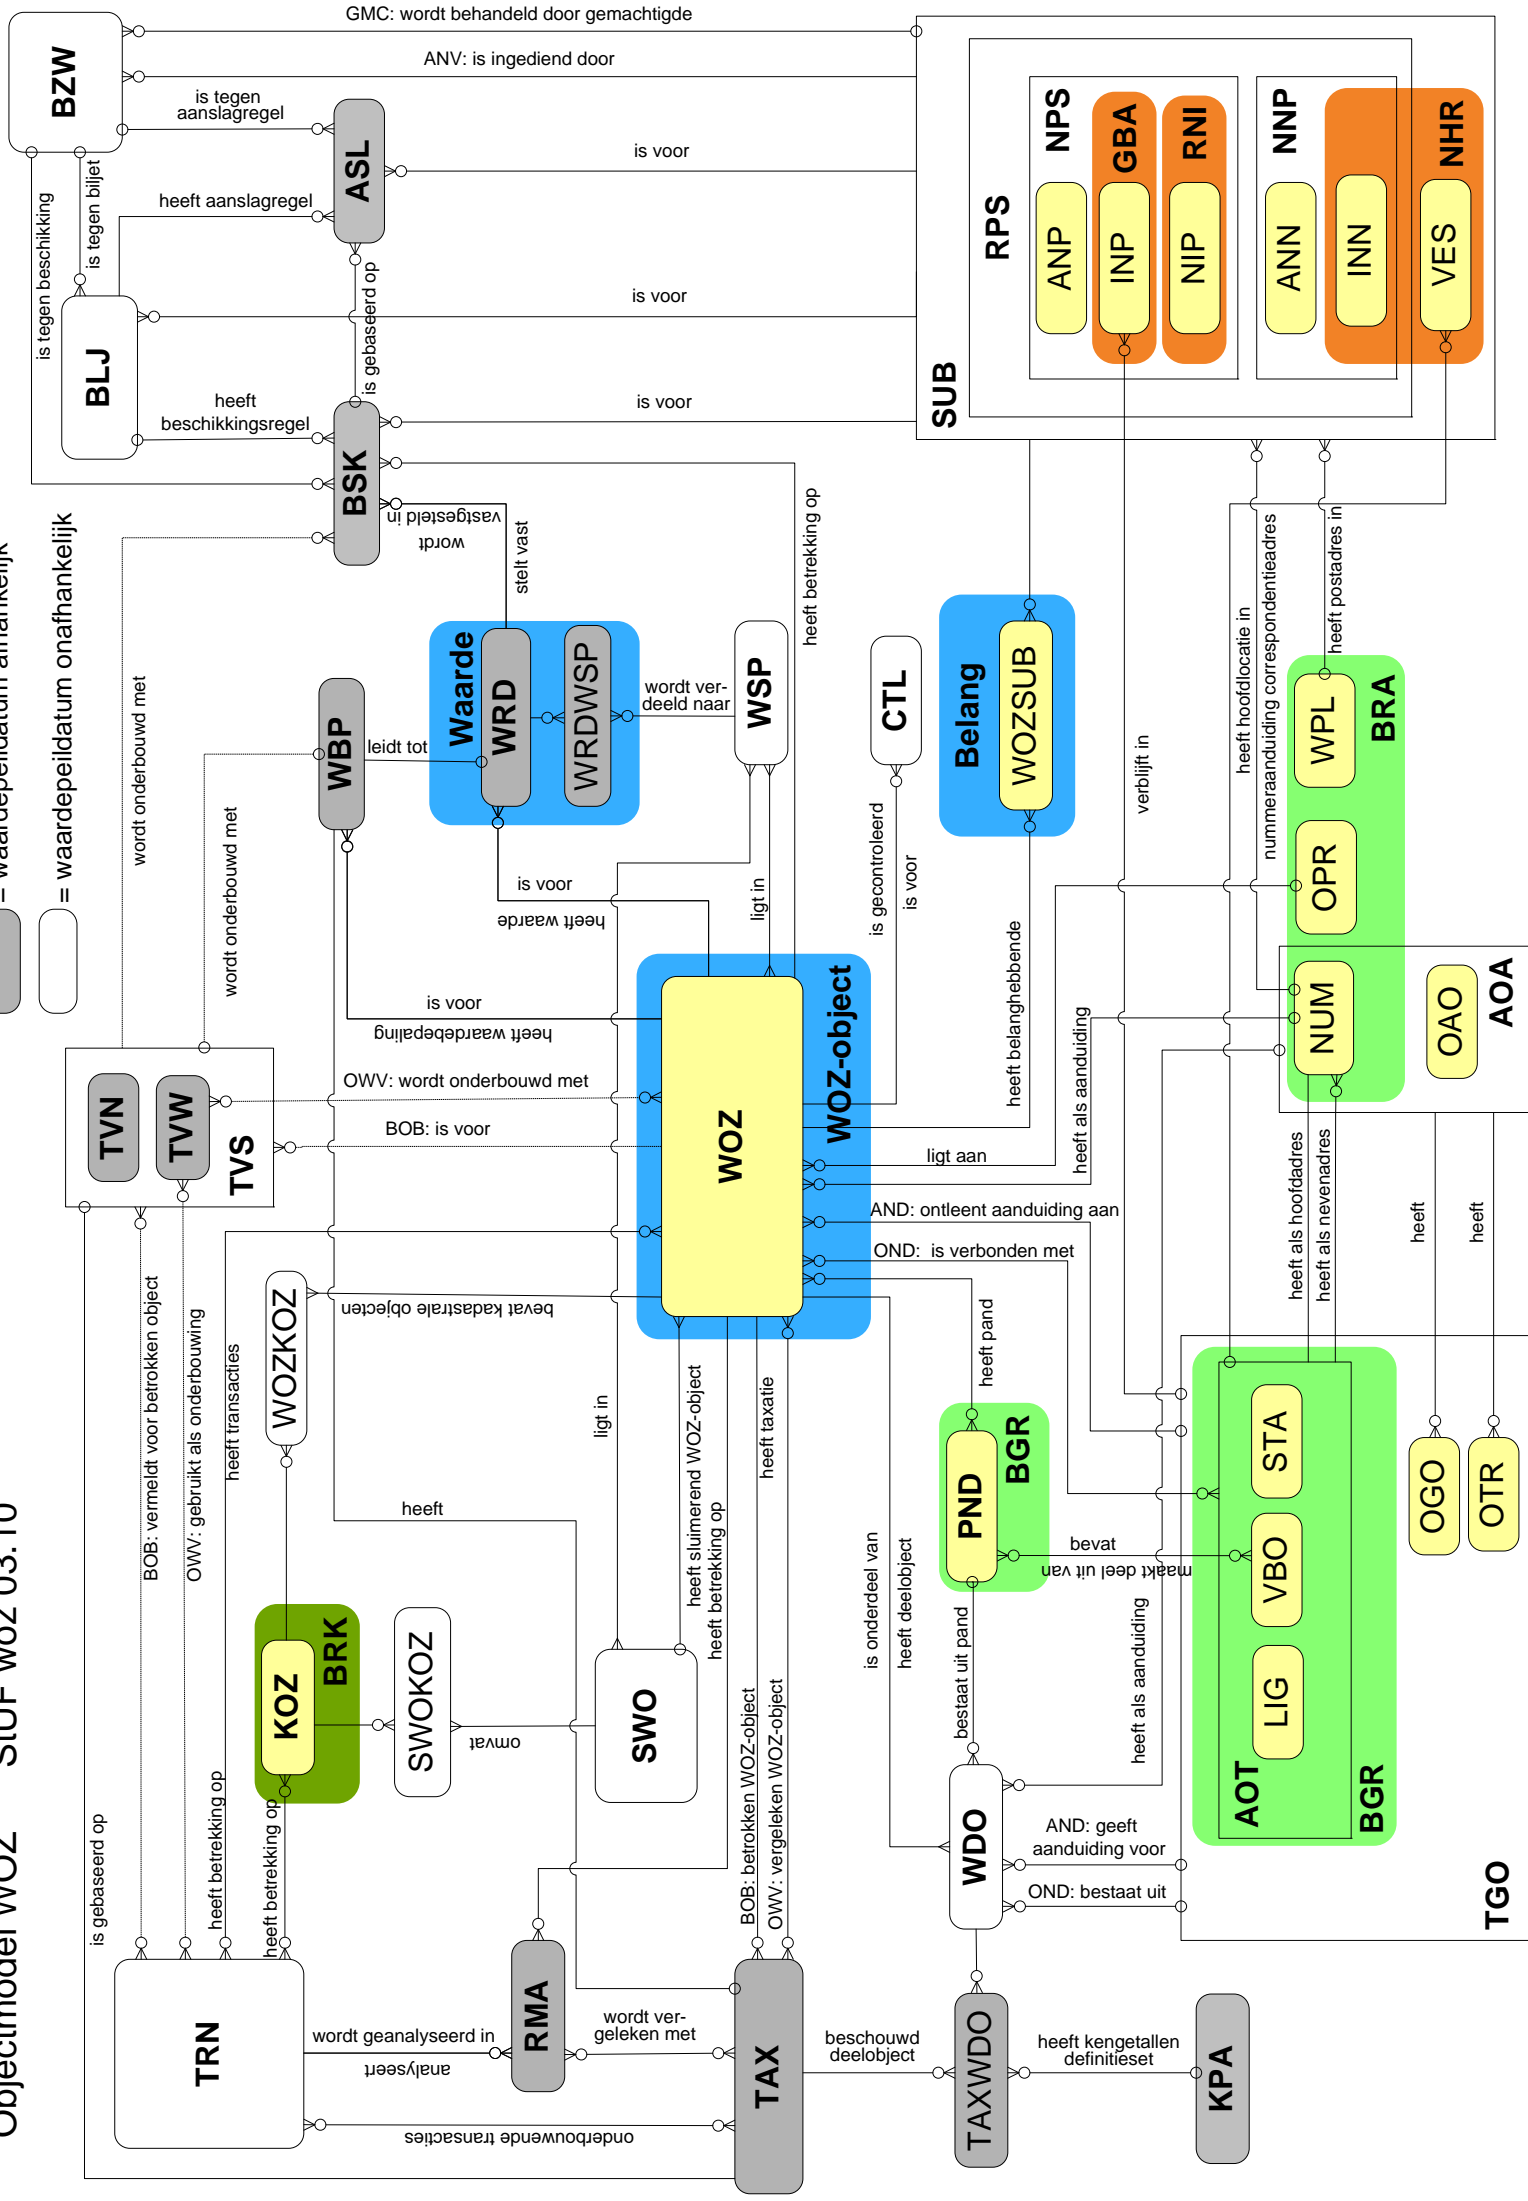 Objectmodel WOZ StUF woz 03.10
= waardepeildatum afhankelijk
= waardepeildatum onafhankelijk
GMC: wordt behandeld door gemachtigde
BZW
ANV: is ingediend door
is tegen
aanslagregel
is tegen beschikking
is tegen biljet
ASL
is voor
heeft aanslagregel
BLJ
is gebaseerd op
is voor
heeft
beschikkingsregel
BSK
is voor
wordt
vastgesteld in
stelt vast
heeft betrekking op
SUB
RPS
NPS
ANP
INP
GBA
NIP
RNI
NNP
ANN
INN
NHR
VES
wordt onderbouwd met
wordt onderbouwd met
WBP
leidt tot
Waarde
WRD
WRDWSP
wordt ver-
deeld naar
WSP
CTL
Belang
WOZSUB
verblijft in
heeft hoofdlocatie in
nummeraanduiding correspondentieadres
heeft postadres in
BRA
WPL
OPR
NUM
OAO
AOA
TVN
TVW
TVS
OWV: wordt onderbouwd met
BOB: is voor
is voor
heeft waardebepaling
is voor
heeft waarde
ligt in
is gecontroleerd
is voor
heeft belanghebbende
WOZ
WOZ-object
ligt aan
heeft als aanduiding
AND: ontleent aanduiding aan
OND: is verbonden met
heeft als hoofdadres
heeft als nevenadres
heeft
heeft
BOB: vermeldt voor betrokken object
OWV: gebruikt als onderbouwing
heeft transacties
WOZKOZ
bevat kadastrale objecten
ligt in
heeft
KOZ
BRK
SWOKOZ
omvat
SWO
heeft sluimerend WOZ-object
heeft betrekking op
heeft taxatie
heeft pand
PND
BGR
bevat
maakt deel uit van
is onderdeel van
heeft deelobject
bestaat uit pand
heeft als aanduiding
STA
VBO
LIG
AOT
BGR
OGO
OTR
TGO
is gebaseerd op
heeft betrekking op
heeft betrekking op
TRN
wordt geanalyseerd in
analyseert
RMA
wordt ver-
geleken met
onderbouwende transacties
TAX
BOB: betrokken WOZ-object
OWV: vergeleken WOZ-object
WDO
AND: geeft
aanduiding voor
OND: bestaat uit
beschouwd
deelobject
TAXWDO
heeft kengetallen
definitieset
KPA